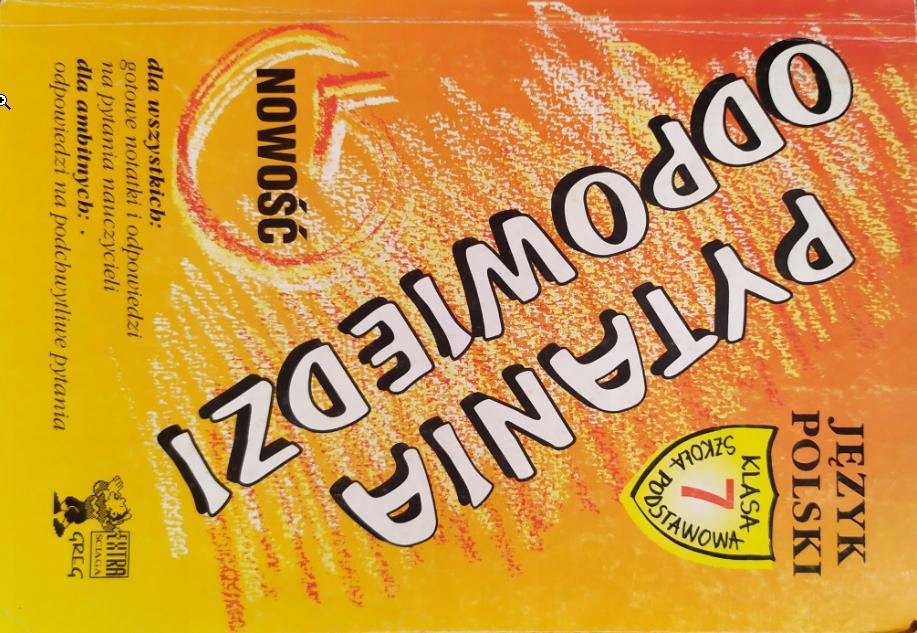 JĘZYK
POLSKI
KLASA
7
SZKOŁA PODSTAWOWA
PYTANIA
ODPOWIEDZI
NOWOŚĆ
dla wszystkich:
gotowe notatki i odpowiedzi
na pytania nauczycieli
dla ambitnych:
odpowiedzi na podchwytliwe pytania
EXTRA
ŚCIĄGA
GREG